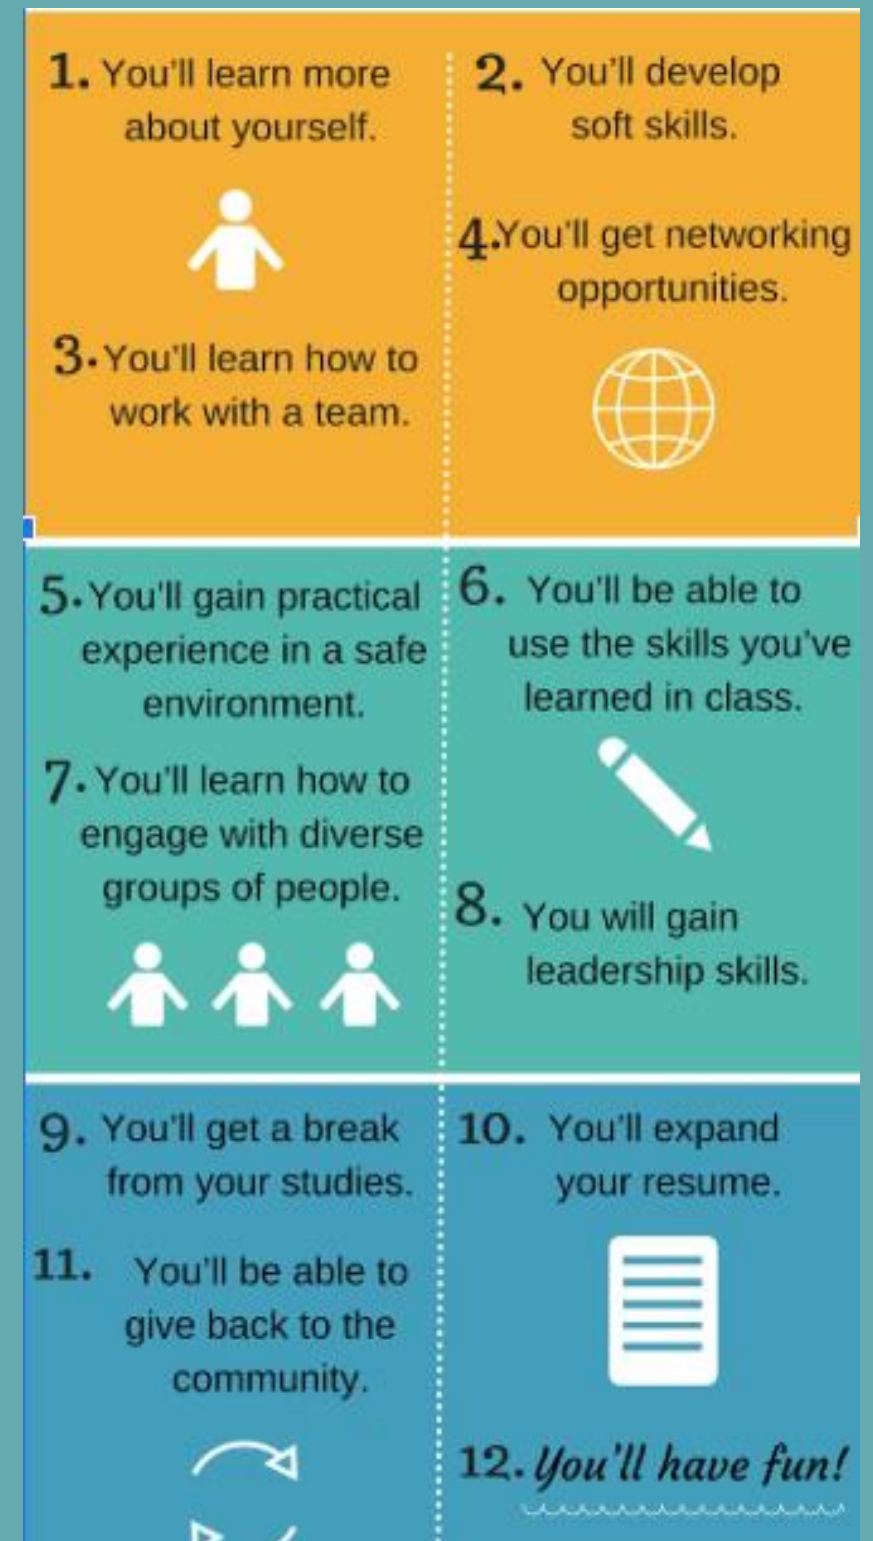 1. You'll learn more
about yourself.
2. You'll develop
soft skills.
3. You'll learn how to
work with a team.
4. You'll get networking
opportunities.
5. You'll gain practical
experience in a safe
environment.
6. You'll be able to
use the skills you've
learned in class.
7. You'll learn how to
engage with diverse
groups of people.
8. You will gain
leadership skills.
9. You'll get a break
from your studies.
10. You'll expand
your resume.
11. You'll be able to
give back to the
community.
12. You'll have fun!